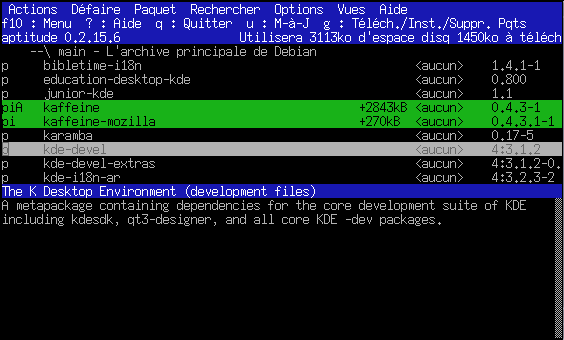 Actions Défaire Paquet Rechercher Options Vues Aide
f10 : Menu ? : Aide q : Quitter u : M-à-J g : Téléch./Inst./Suppr. Pqts
aptitude 0.2.15.6 Utilisera 3113ko d'espace disq 1450ko à téléch
--\ main - L'archive principale de Debian
p bibletime-i18n <aucun> 1.4.1-1
p education-desktop-kde <aucun> 0.800
p junior-kde <aucun> 1.1
piA kaffeine +2843kB <aucun> 0.4.3-1
pi kaffeine-mozilla +270kB <aucun> 0.4.3.1-1
p karamba <aucun> 0.17-5
p kde-devel <aucun> 4:3.1.2
p kde-devel-extras <aucun> 4:3.1.2-0.
p kde-i18n-ar <aucun> 4:3.2.3-2
The K Desktop Environment (development files)
A metapackage containing dependencies for the core development suite of KDE
including kdesdk, qt3-designer, and all core KDE -dev packages.